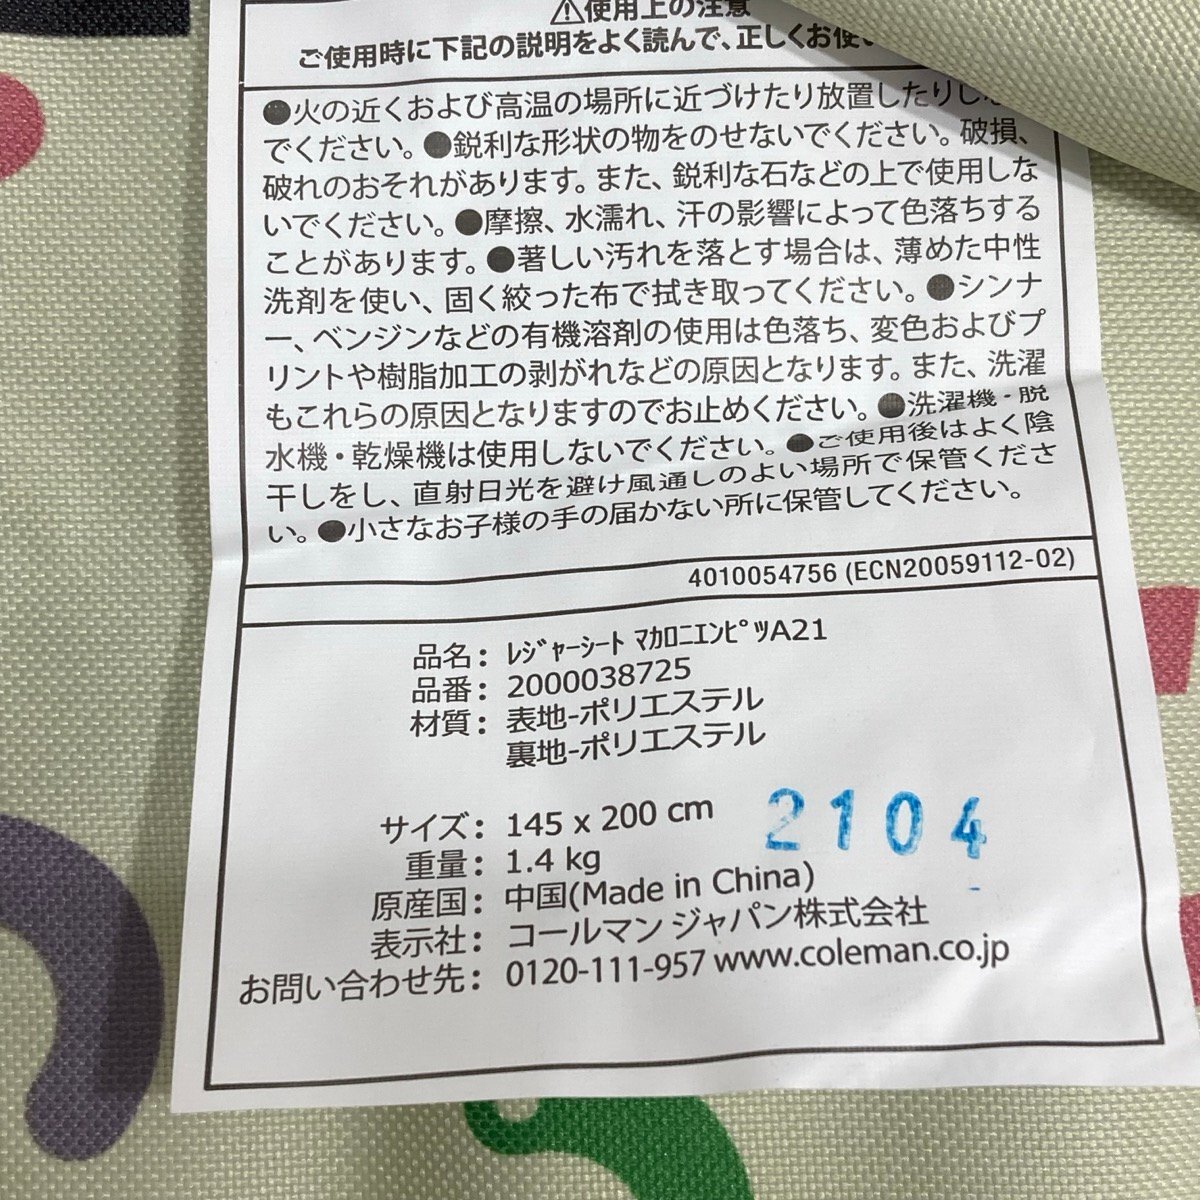 ⚠使用上の注意
ご使用時に下記の説明をよく読んで、正しくお使い
●火の近くおよび高温の場所に近づけたり放置したりしな
でください。●鋭利な形状の物をのせないでください。破損、
破れのおそれがあります。また、鋭利な石などの上で使用しな
いでください。●摩擦、水濡れ、汗の影響によって色落ちする
ことがあります。●著しい汚れを落とす場合は、薄めた中性
洗剤を使い、固く絞った布で拭き取ってください。●シンナ
ー、ベンジンなどの有機溶剤の使用は色落ち、変色およびプ
リントや樹脂加工の剥がれなどの原因となります。また、洗濯
もこれらの原因となりますのでお止めください。●洗濯機・脱
水機・乾燥機は使用しないでください。●ご使用後はよく陰
干しをし、直射日光を避け風通しのよい場所で保管くださ
い。●小さなお子様の手の届かない所に保管してください。
4010054756 (ECN20059112-02)
品名: ﾚｼﾞｬｰｼｰﾄ ﾏｶﾛﾆｴﾝﾋﾟﾂA21
品番: 2000038725
材質: 表地-ポリエステル
裏地-ポリエステル
サイズ: 145 x 200 cm
2104
重量: 1.4 kg
原産国: 中国(Made in China)
表示社: コールマン ジャパン株式会社
お問い合わせ先: 0120-111-957 www.coleman.co.jp